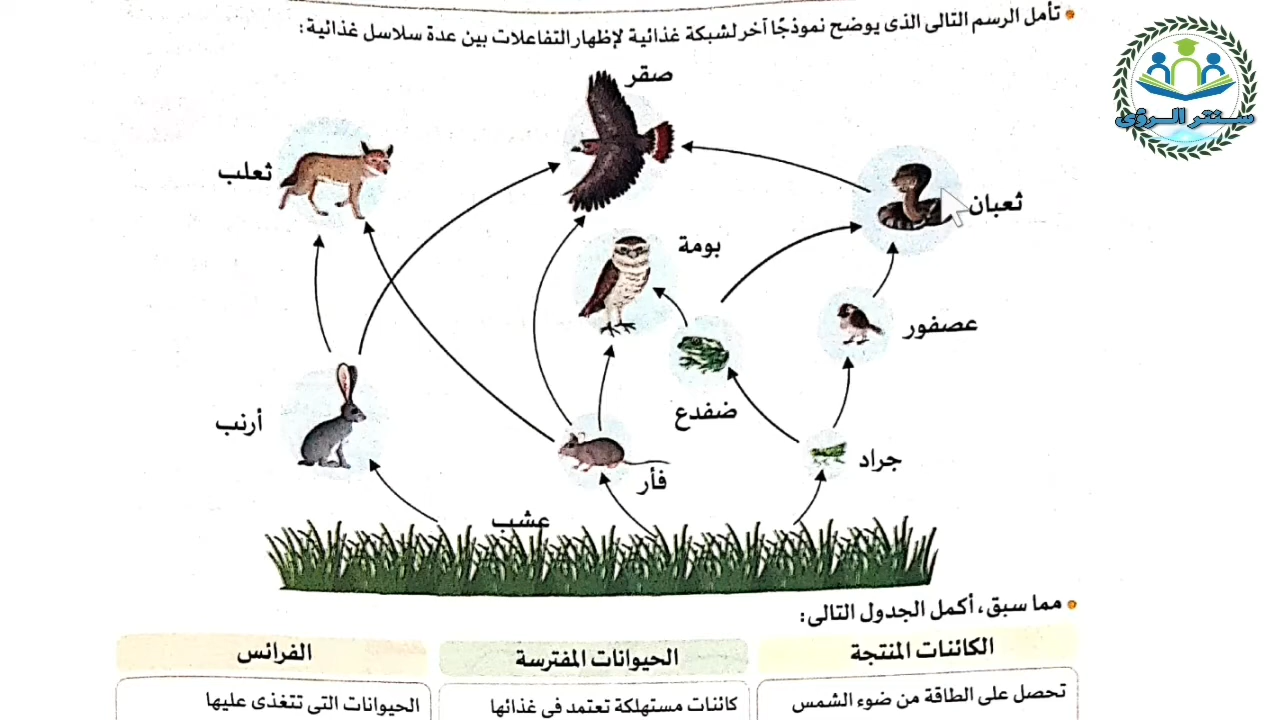 • تأمل الرسم التالى الذى يوضح نموذجًا آخر لشبكة غذائية لإظهار التفاعلات بين عدة سلاسل غذائية:
سنتر الرؤى
صقر
ثعلب
ثعبان
بومة
عصفور
ضفدع
أرنب
جراد
فأر
عشب
• مما سبق، أكمل الجدول التالى:
الكائنات المنتجة
الحيوانات المفترسة
الفرائس
تحصل على الطاقة من ضوء الشمس
كائنات مستهلكة تعتمد فى غذائها
الحيوانات التى تتغذى عليها